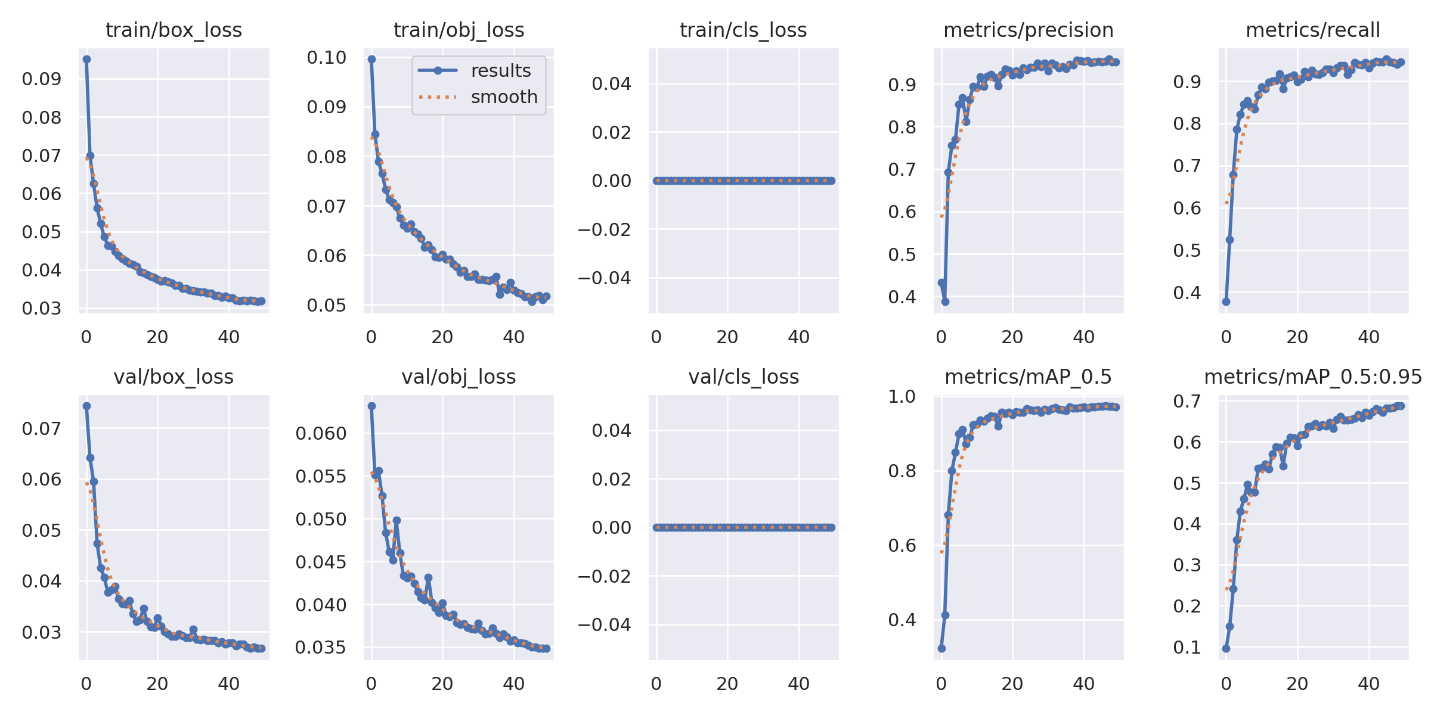 train/box_loss
train/obj_loss
train/cls_loss
metrics/precision
metrics/recall
0.09
0.08
0.07
0.06
0.05
0.04
0.03
0 20 40
0.10
0.09
0.08
0.07
0.06
0.05
results
smooth
0 20 40
0.04
0.02
0.00
−0.02
−0.04
0 20 40
0.9
0.8
0.7
0.6
0.5
0.4
0 20 40
0.9
0.8
0.7
0.6
0.5
0.4
0 20 40
val/box_loss
val/obj_loss
val/cls_loss
metrics/mAP_0.5
metrics/mAP_0.5:0.95
0.07
0.06
0.05
0.04
0.03
0 20 40
0.060
0.055
0.050
0.045
0.040
0.035
0 20 40
0.04
0.02
0.00
−0.02
−0.04
0 20 40
1.0
0.8
0.6
0.4
0 20 40
0.7
0.6
0.5
0.4
0.3
0.2
0.1
0 20 40